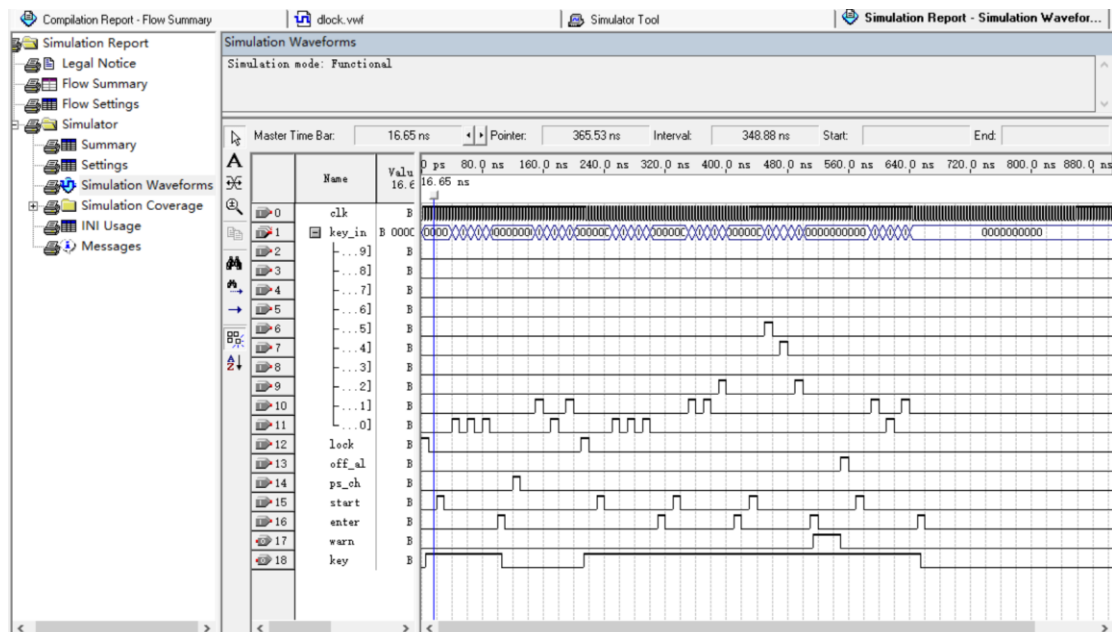 Compilation Report - Flow Summary
dlock.vwf
Simulator Tool
Simulation Report - Simulation Wavefor...
Simulation Report
Legal Notice
Flow Summary
Flow Settings
Simulator
Summary
Settings
Simulation Waveforms
Simulation Coverage
INI Usage
Messages
Simulation Waveforms
Simulation mode: Functional
Master Time Bar: 16.65 ns Pointer: 365.53 ns Interval: 348.88 ns Start: End:
Name
Valu
16.6
0 ps 80.0 ns 160.0 ns 240.0 ns 320.0 ns 400.0 ns 480.0 ns 560.0 ns 640.0 ns 720.0 ns 800.0 ns 880.0 ns
16.65 ns
0 clk B
1 key_in B 0000 0000000000
2 ...9] B
3 ...8] B
4 ...7] B
5 ...6] B
6 ...5] B
7 ...4] B
8 ...3] B
9 ...2] B
10 ...1] B
11 ...0] B
12 lock B
13 off_al B
14 ps_ch B
15 start B
16 enter B
17 warn B
18 key B